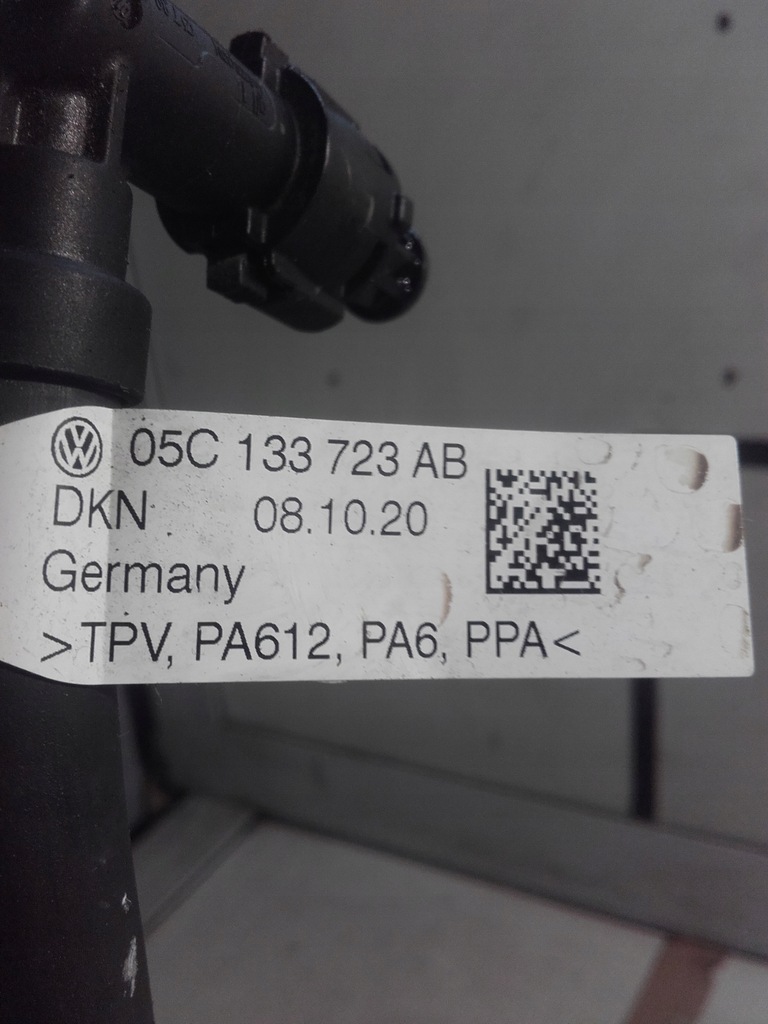 05C 133 723 AB
DKN 08.10.20
Germany
>TPV, PA612, PA6, PPA<